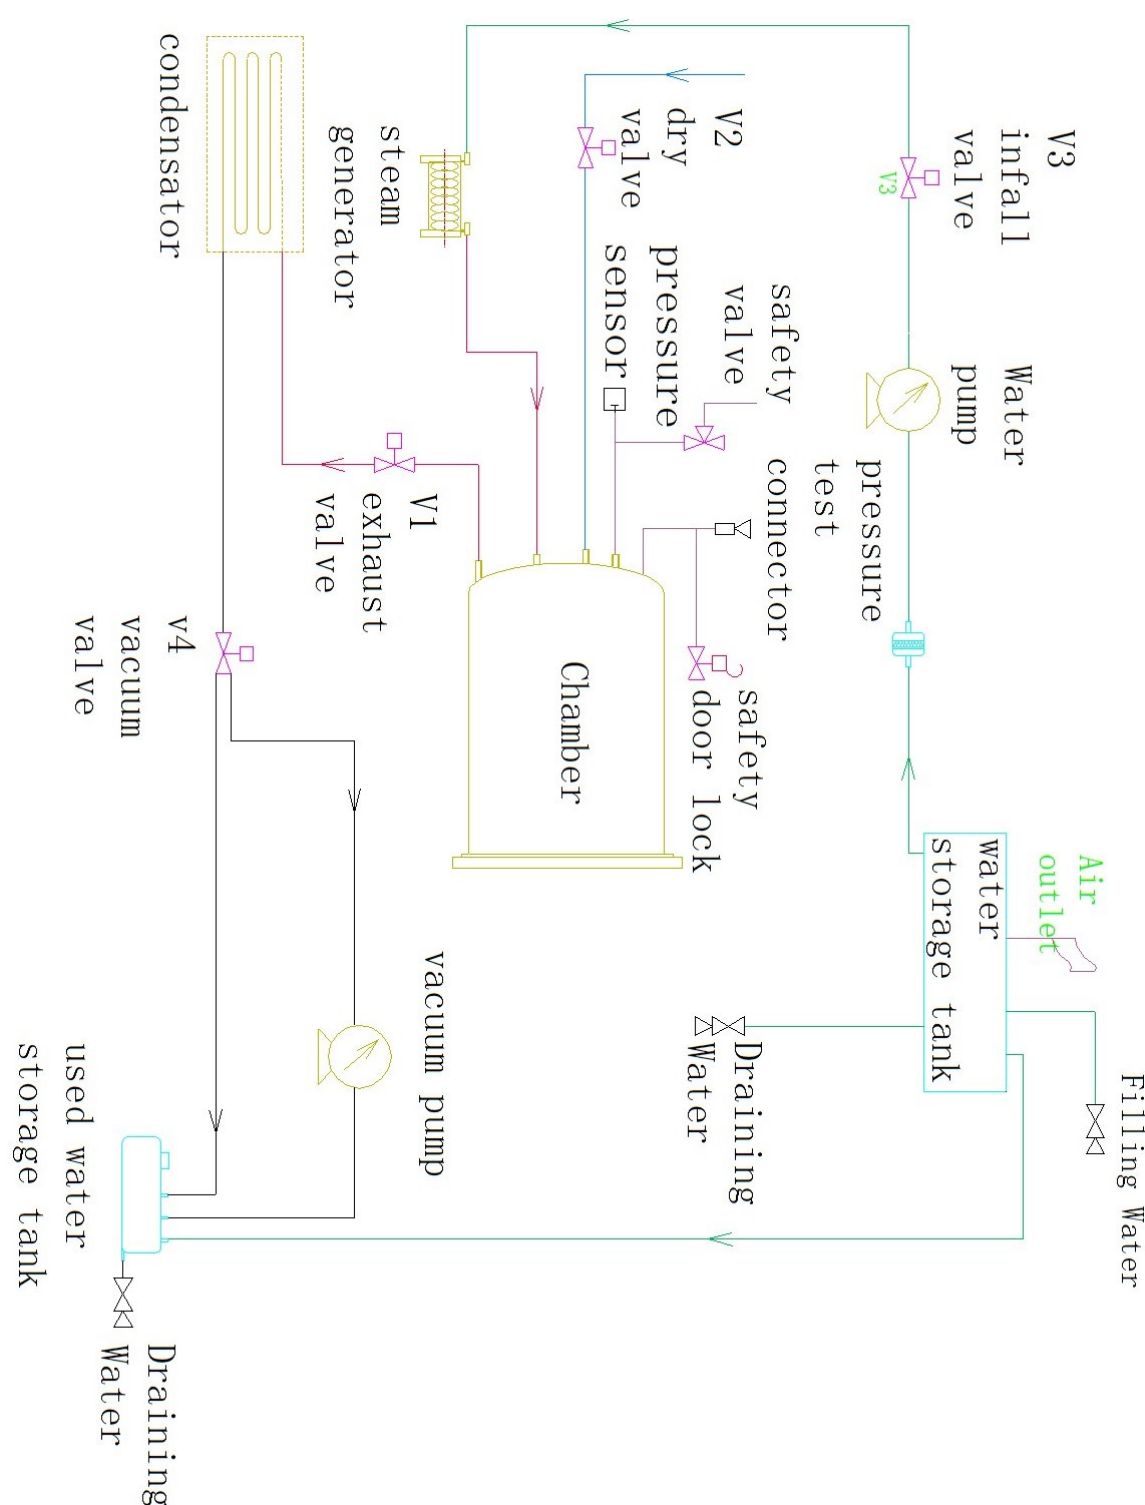 V3
infall
valve
V3
Water
pump
Air
outlet
Filling Water
water
storage tank
V2
dry
valve
safety
valve
pressure
sensor
pressure
test
connector
safety
door lock
Draining
Water
steam
generator
condensator
V1
exhaust
valve
Chamber
v4
vacuum
valve
vacuum pump
used water
storage tank
Draining
Water